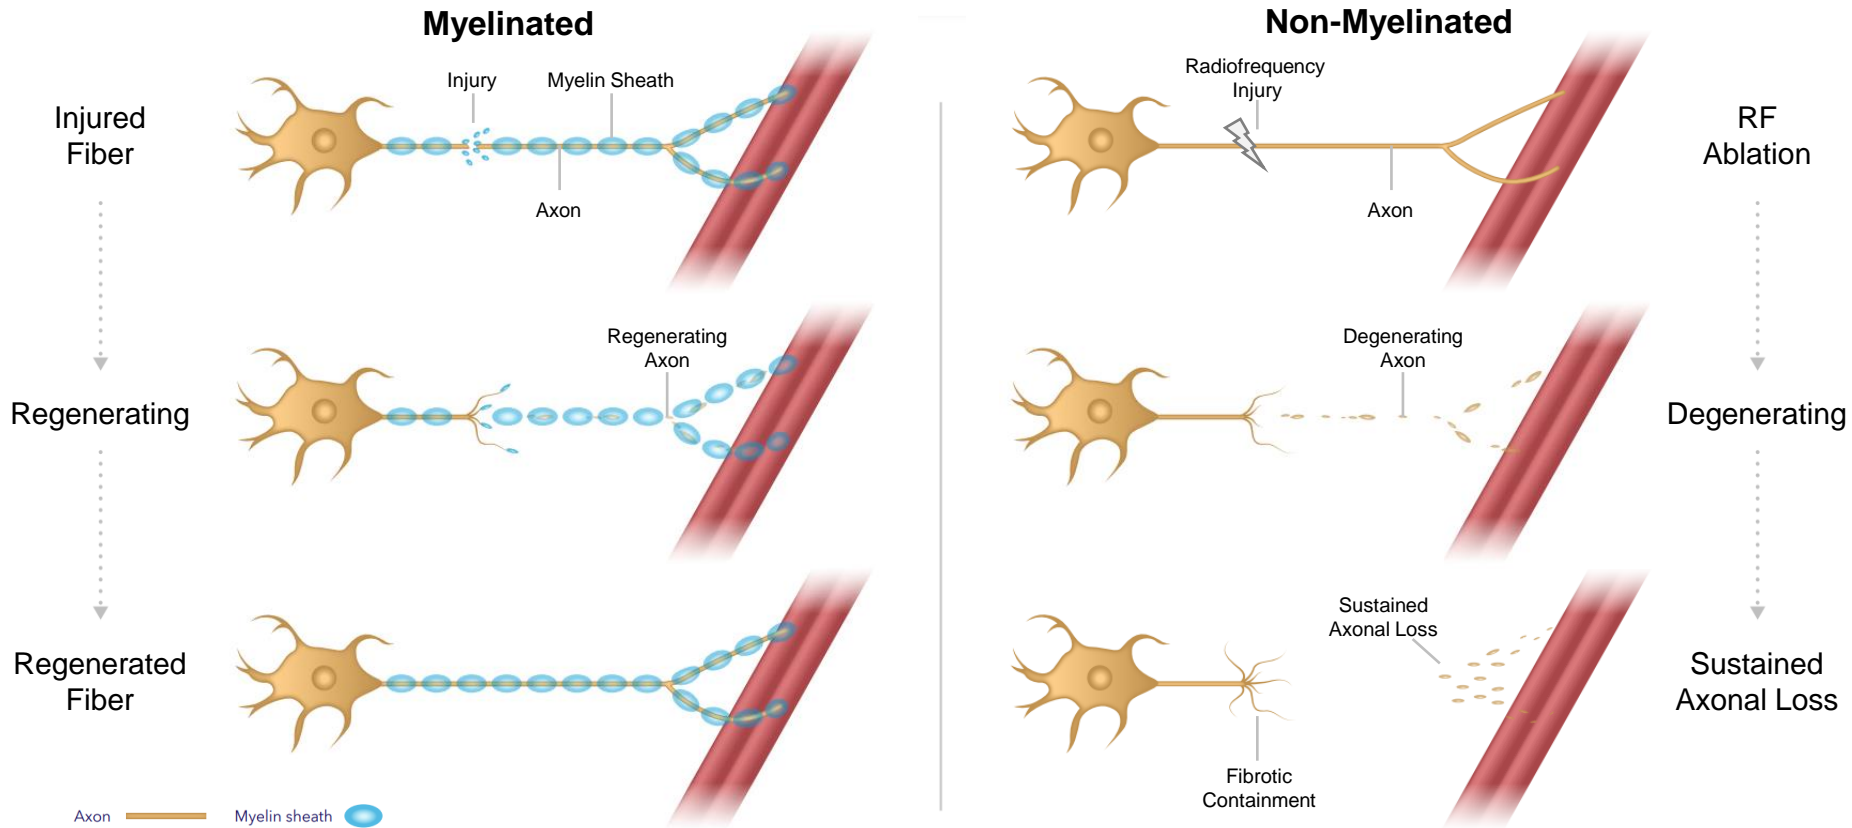 Myelinated
Non-Myelinated
Injured
Fiber
Injury
Myelin Sheath
Axon
Radiofrequency
Injury
Axon
RF
Ablation
Regenerating
Regenerating
Axon
Degenerating
Axon
Degenerating
Regenerated
Fiber
Sustained
Axonal Loss
Fibrotic
Containment
Sustained
Axonal Loss
Axon
Myelin sheath